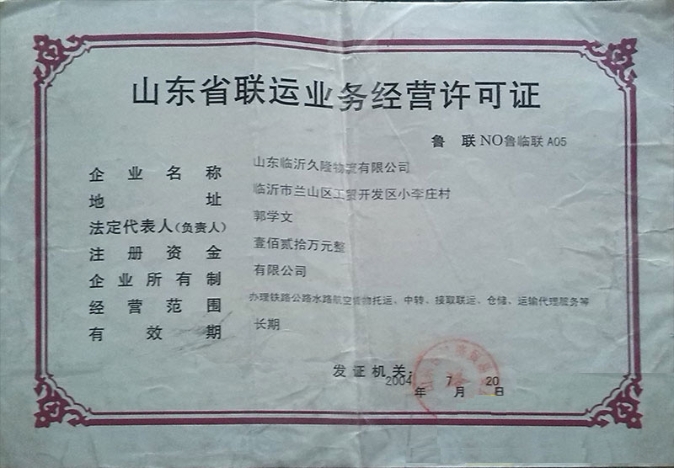 山东省联运业务经营许可证
鲁 联 NO鲁临联 A05
企业名称 山东临沂久隆物流有限公司
地址 临沂市兰山区工贸开发区小李庄村
法定代表人(负责人) 郭学文
注册资金 壹佰贰拾万元整
企业所有制 有限公司
经营范围 办理铁路公路水路航空货物托运、中转、接取联运、仓储、运输代理服务等
有效期 长期
发证机关:
2004年 7月 20日